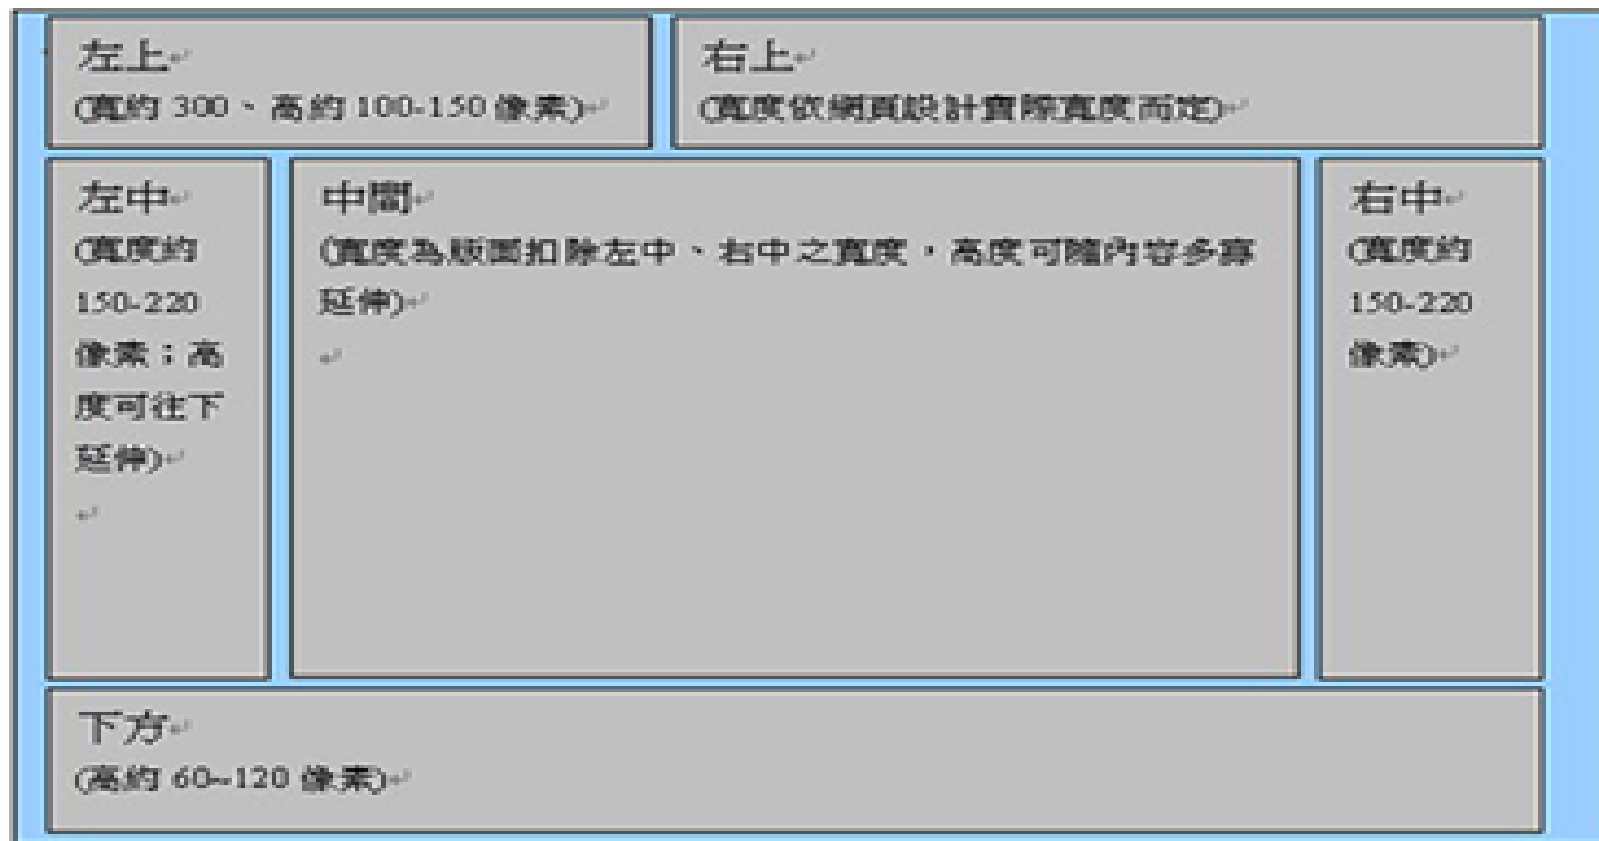 左上
(寬約 300、高約 100-150 像素)
右上
(寬度依網頁設計實際寬度而定)
左中
(寬度約
150-220
像素；高
度可往下
延伸)
中間
(寬度為版面扣除左中、右中之寬度，高度可隨內容多寡
延伸)
右中
(寬度約
150-220
像素)
下方
(高約 60~120 像素)